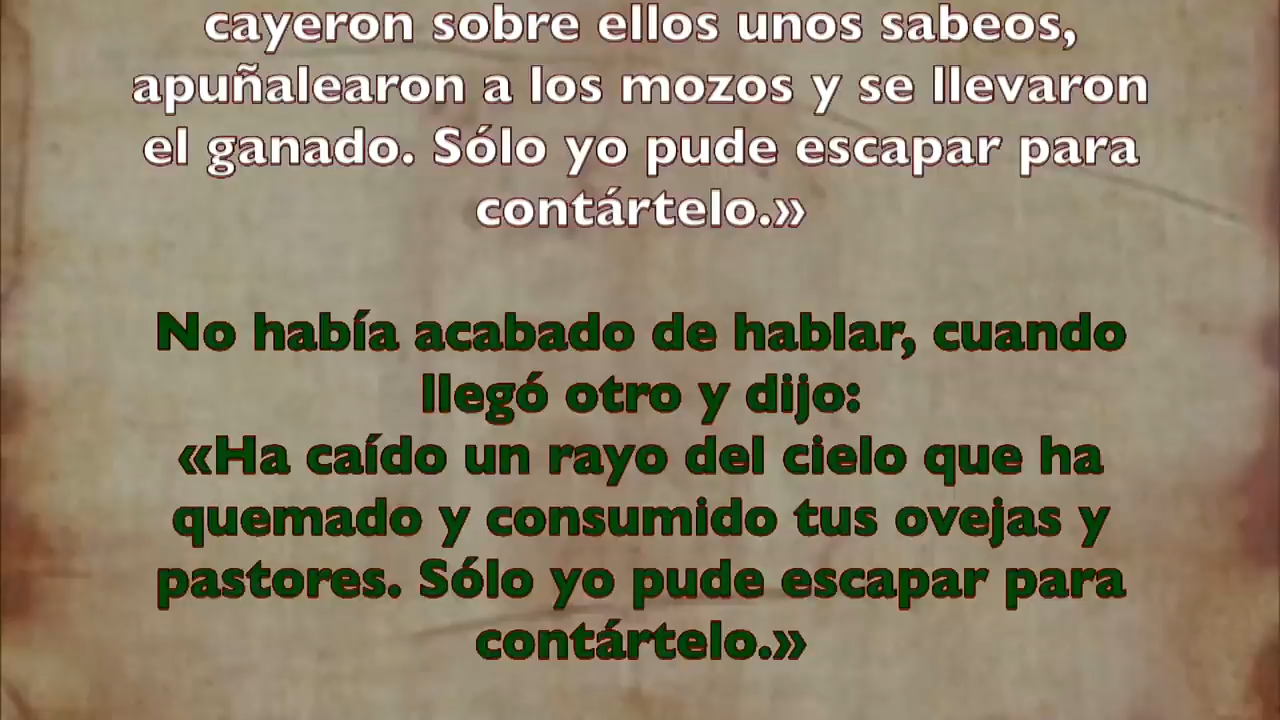 cayeron sobre ellos unos sabeos,
apuñalearon a los mozos y se llevaron
el ganado. Sólo yo pude escapar para
contártelo.»
No había acabado de hablar, cuando
llegó otro y dijo:
«Ha caído un rayo del cielo que ha
quemado y consumido tus ovejas y
pastores. Sólo yo pude escapar para
contártelo.»